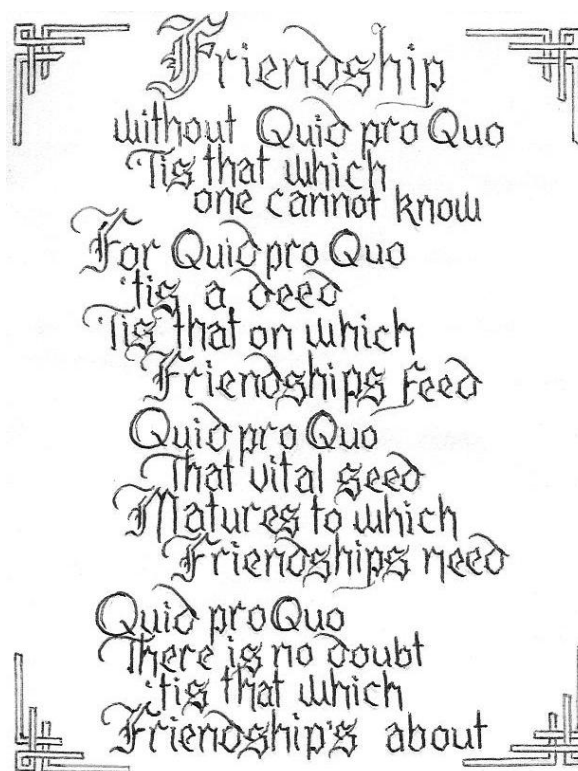 Friendship
without Quid pro Quo
'Tis that which
one cannot know
For Quid pro Quo
'tis a deed
'Tis that on which
Friendships feed
Quid pro Quo
That vital seed
Matures to which
Friendships need
Quid pro Quo
There is no doubt
'tis that which
Friendship's about